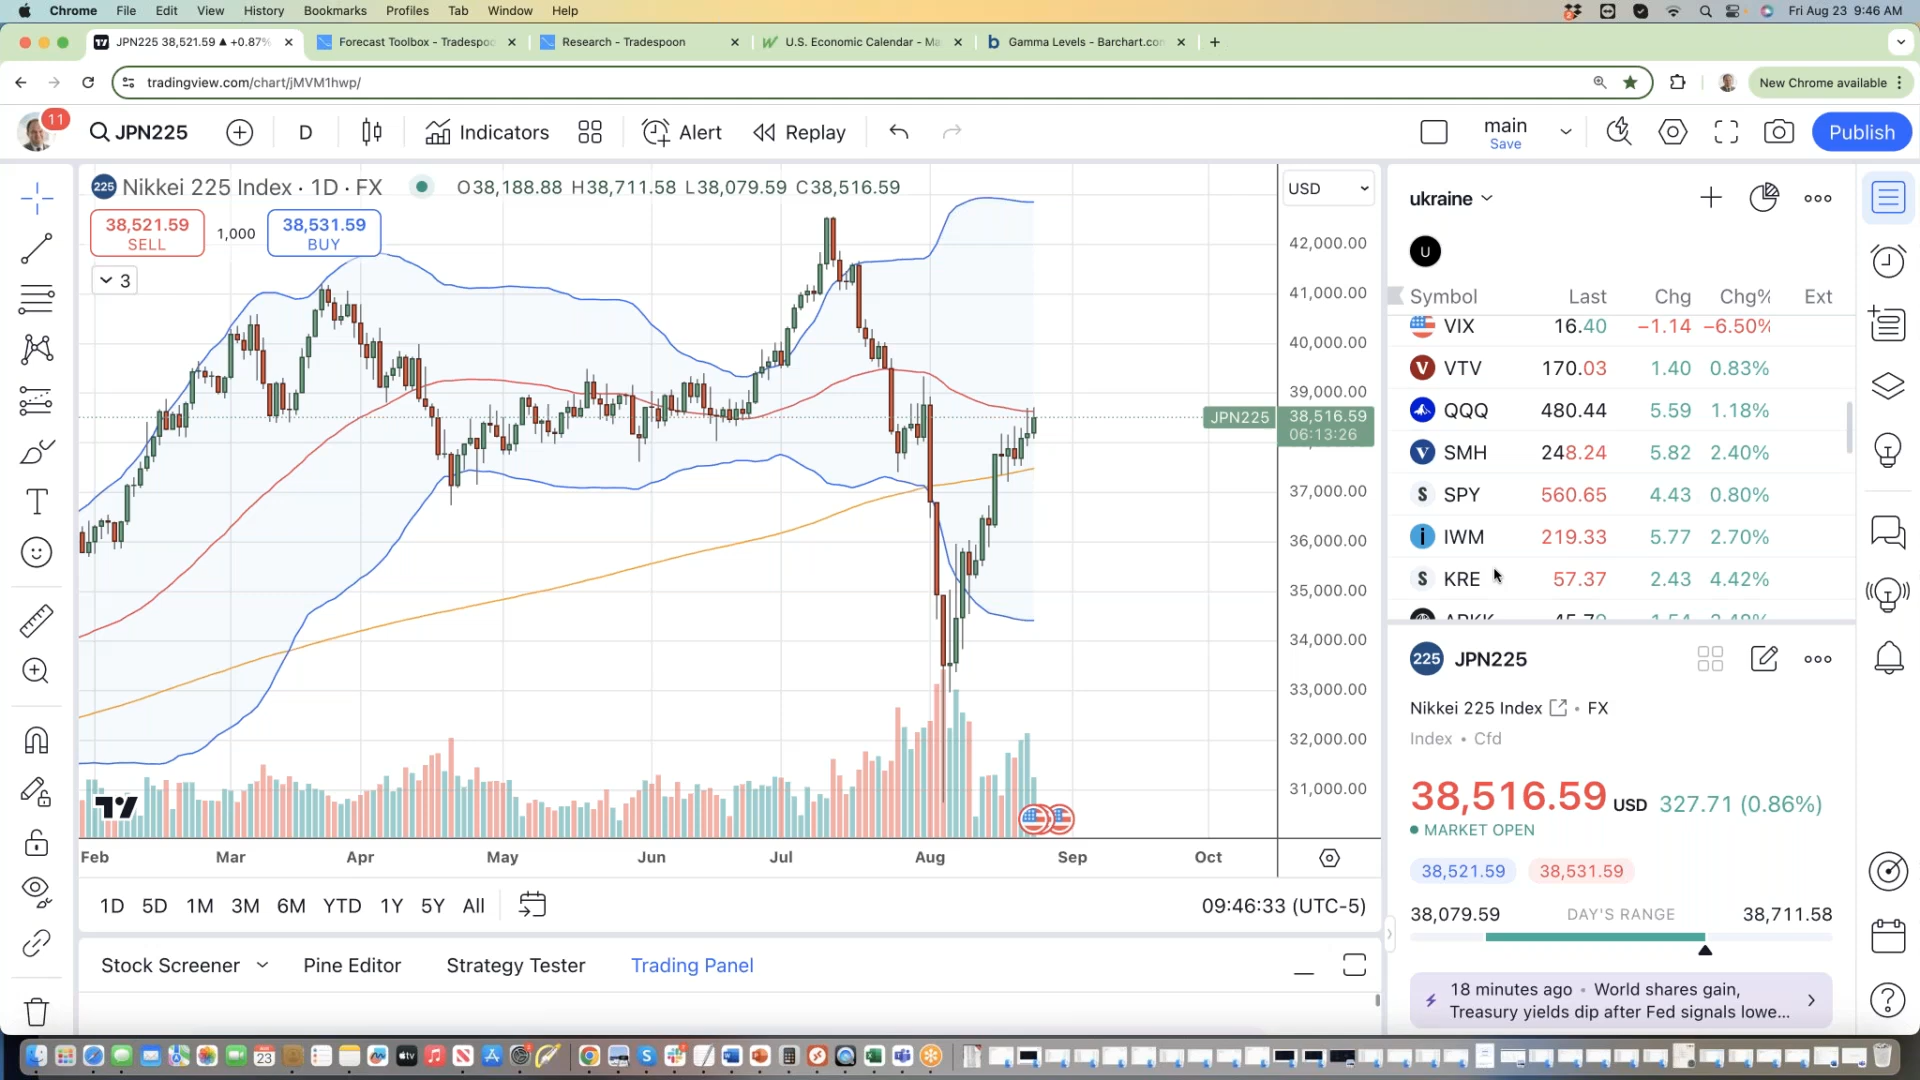 Chrome File Edit View History Bookmarks Profiles Tab Window Help Fri Aug 23 9:46 AM
JPN225 38,521.59 ▲ +0.87% Forecast Toolbox - Tradespoo Research - Tradespoon U.S. Economic Calendar - Ma Gamma Levels - Barchart.co
tradingview.com/chart/jMVM1hwp/ New Chrome available
11
JPN225 D Indicators Alert Replay main Save Publish
225 Nikkei 225 Index · 1D · FX O38,188.88 H38,711.58 L38,079.59 C38,516.59
38,521.59 SELL 1,000 38,531.59 BUY
3
USD
42,000.00
41,000.00
40,000.00
39,000.00
JPN225 38,516.59
06:13:26
37,000.00
36,000.00
35,000.00
34,000.00
33,000.00
32,000.00
31,000.00
Feb Mar Apr May Jun Jul Aug Sep Oct
1D 5D 1M 3M 6M YTD 1Y 5Y All 09:46:33 (UTC-5)
Stock Screener Pine Editor Strategy Tester Trading Panel
ukraine
U
Symbol Last Chg Chg% Ext
VIX 16.40 −1.14 −6.50%
VTV 170.03 1.40 0.83%
QQQ 480.44 5.59 1.18%
SMH 248.24 5.82 2.40%
SPY 560.65 4.43 0.80%
IWM 219.33 5.77 2.70%
KRE 57.37 2.43 4.42%
225 JPN225
Nikkei 225 Index • FX
Index • Cfd
38,516.59 USD 327.71 (0.86%)
MARKET OPEN
38,521.59 38,531.59
38,079.59 DAY'S RANGE 38,711.58
18 minutes ago • World shares gain,
Treasury yields dip after Fed signals lowe...
23